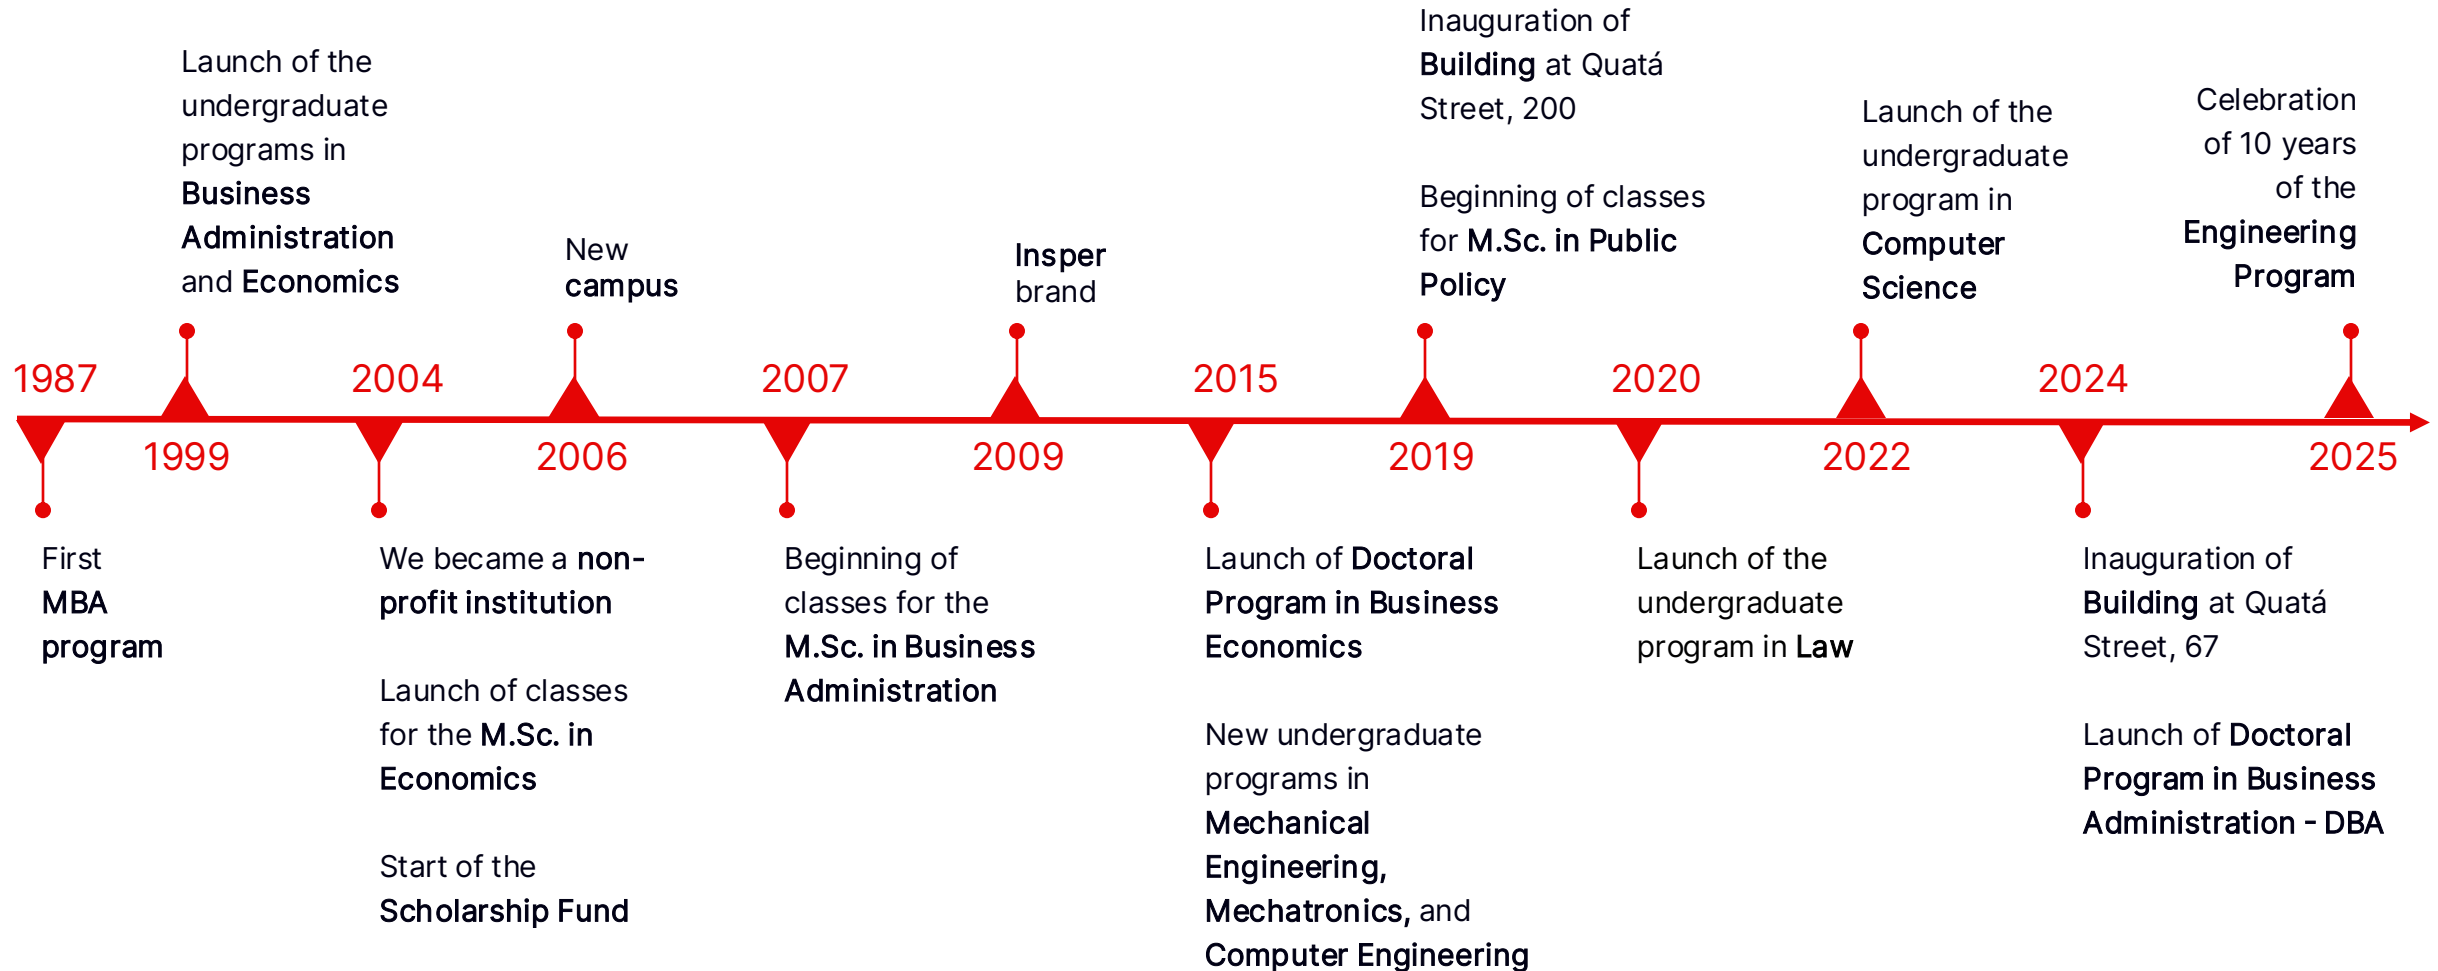 1987
First
MBA
program
Launch of the
undergraduate
programs in
Business
Administration
and Economics
1999
2004
We became a non-
profit institution
Launch of classes
for the M.Sc. in
Economics
Start of the
Scholarship Fund
New
campus
2006
2007
Beginning of
classes for the
M.Sc. in Business
Administration
Insper
brand
2009
2015
Launch of Doctoral
Program in Business
Economics
New undergraduate
programs in
Mechanical
Engineering,
Mechatronics, and
Computer Engineering
Inauguration of
Building at Quatá
Street, 200
Beginning of classes
for M.Sc. in Public
Policy
2019
2020
Launch of the
undergraduate
program in Law
Launch of the
undergraduate
program in
Computer
Science
2022
2024
Inauguration of
Building at Quatá
Street, 67
Launch of Doctoral
Program in Business
Administration - DBA
Celebration
of 10 years
of the
Engineering
Program
2025